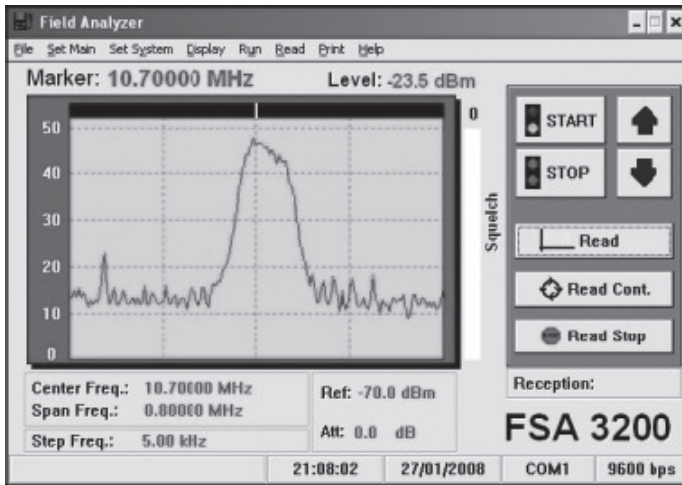 Field Analyzer
File Set Main Set System Display Run Read Print Help
Marker: 10.70000 MHz Level: -23.5 dBm
0
50
40
30
20
10
0
Squelch
START
STOP
Read
Read Cont.
Read Stop
Center Freq.: 10.70000 MHz
Span Freq.: 0.80000 MHz
Step Freq.: 5.00 kHz
Ref: -70.0 dBm
Att: 0.0 dB
Reception:
FSA 3200
21:08:02 27/01/2008 COM1 9600 bps